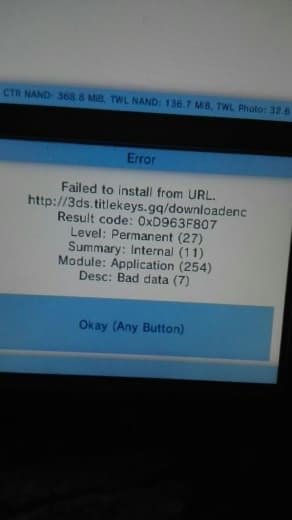 CTR NAND: 368.6 MiB, TWL NAND: 136.7 MiB, TWL Photo: 32.6
Error
Failed to install from URL.
http://3ds.titlekeys.gq/downloadenc
Result code: 0xD963F807
Level: Permanent (27)
Summary: Internal (11)
Module: Application (254)
Desc: Bad data (7)
Okay (Any Button)